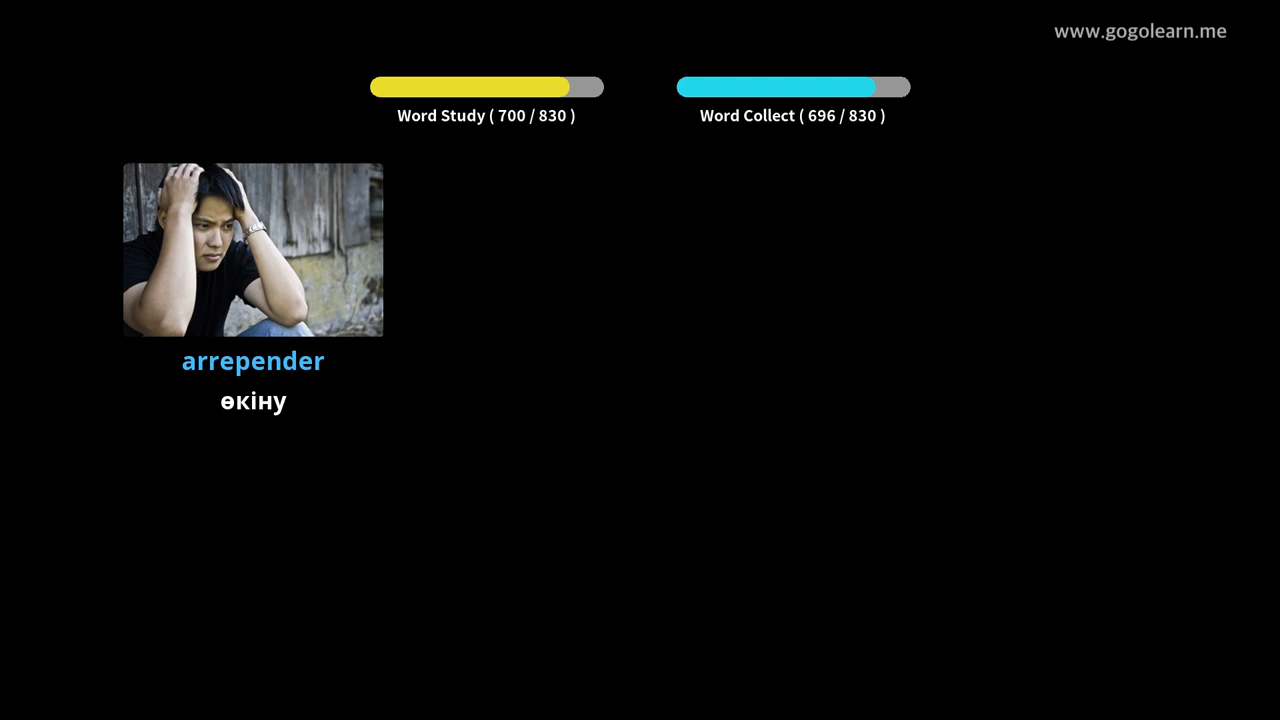 www.gogolearn.me
Word Study ( 700 / 830 )
Word Collect ( 696 / 830 )
arrepender
өкіну